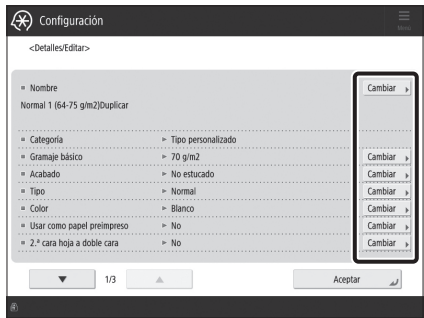 Configuración
Menú
<Detalles/Editar>
Nombre Cambiar
Normal 1 (64-75 g/m2)Duplicar
Categoría Tipo personalizado
Gramaje básico 70 g/m2 Cambiar
Acabado No estucado Cambiar
Tipo Normal Cambiar
Color Blanco Cambiar
Usar como papel preimpreso No Cambiar
2.ª cara hoja a doble cara No Cambiar
1/3 Aceptar